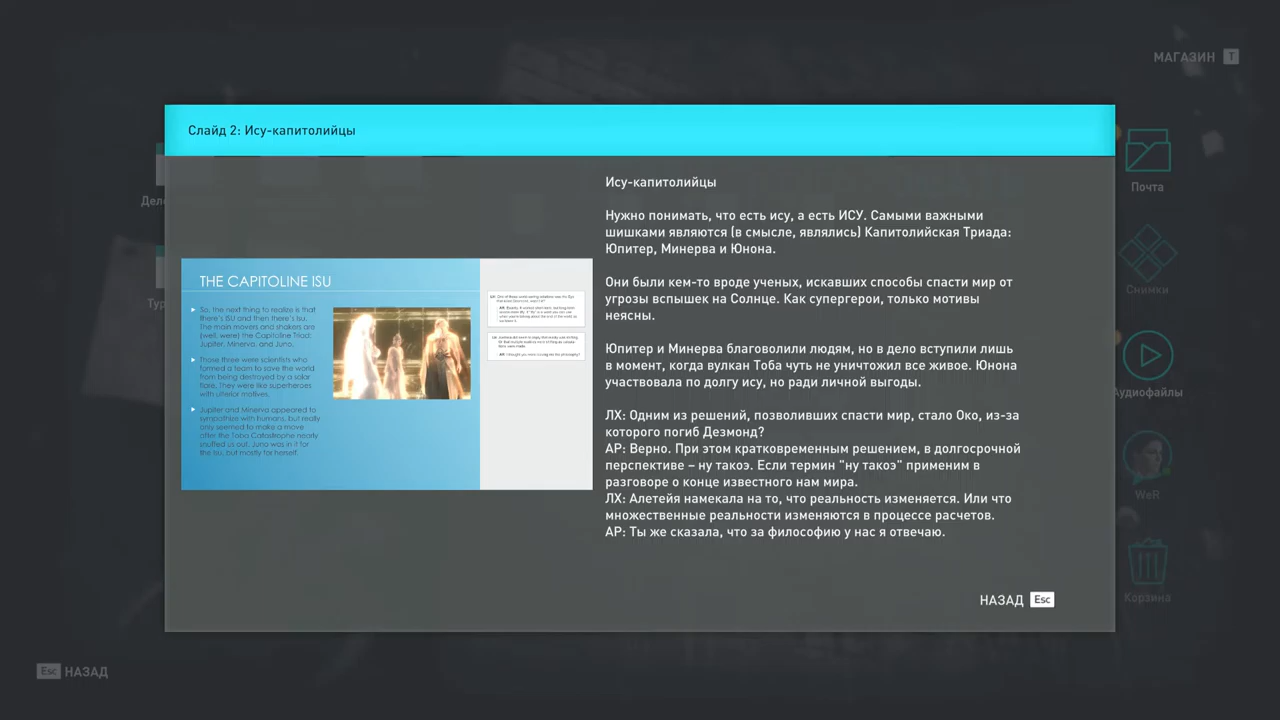 МАГАЗИН T
Слайд 2: Ису-капитолийцы
Ису-капитолийцы
Нужно понимать, что есть ису, а есть ИСУ. Самыми важными
шишками являются (в смысле, являлись) Капитолийская Триада:
Юпитер, Минерва и Юнона.
Они были кем-то вроде ученых, искавших способы спасти мир от
угрозы вспышек на Солнце. Как супергерои, только мотивы
неясны.
Юпитер и Минерва благоволили людям, но в дело вступили лишь
в момент, когда вулкан Тоба чуть не уничтожил все живое. Юнона
участвовала по долгу ису, но ради личной выгоды.
ЛХ: Одним из решений, позволивших спасти мир, стало Око, из-за
которого погиб Дезмонд?
АР: Верно. При этом кратковременным решением, в долгосрочной
перспективе – ну такоэ. Если термин "ну такоэ" применим в
разговоре о конце известного нам мира.
ЛХ: Алетейя намекала на то, что реальность изменяется. Или что
множественные реальности изменяются в процессе расчетов.
АР: Ты же сказала, что за философию у нас я отвечаю.
THE CAPITOLINE ISU
So, the next thing to realize is that
there's ISU and then there's Isu.
The main movers and shakers are
(well, were) the Capitoline Triad:
Jupiter, Minerva, and Juno.
Those three were scientists who
formed a team to save the world
from being destroyed by a solar
flare. They were like superheroes
with ulterior motives.
Jupiter and Minerva appeared to
sympathize with humans, but really
only seemed to make a move
after the Toba Catastrophe nearly
snuffed us out. Juno was in it for
the Isu, but mostly for herself.
Почта
Снимки
Аудиофайлы
WeR
Корзина
НАЗАД Esc
Esc НАЗАД